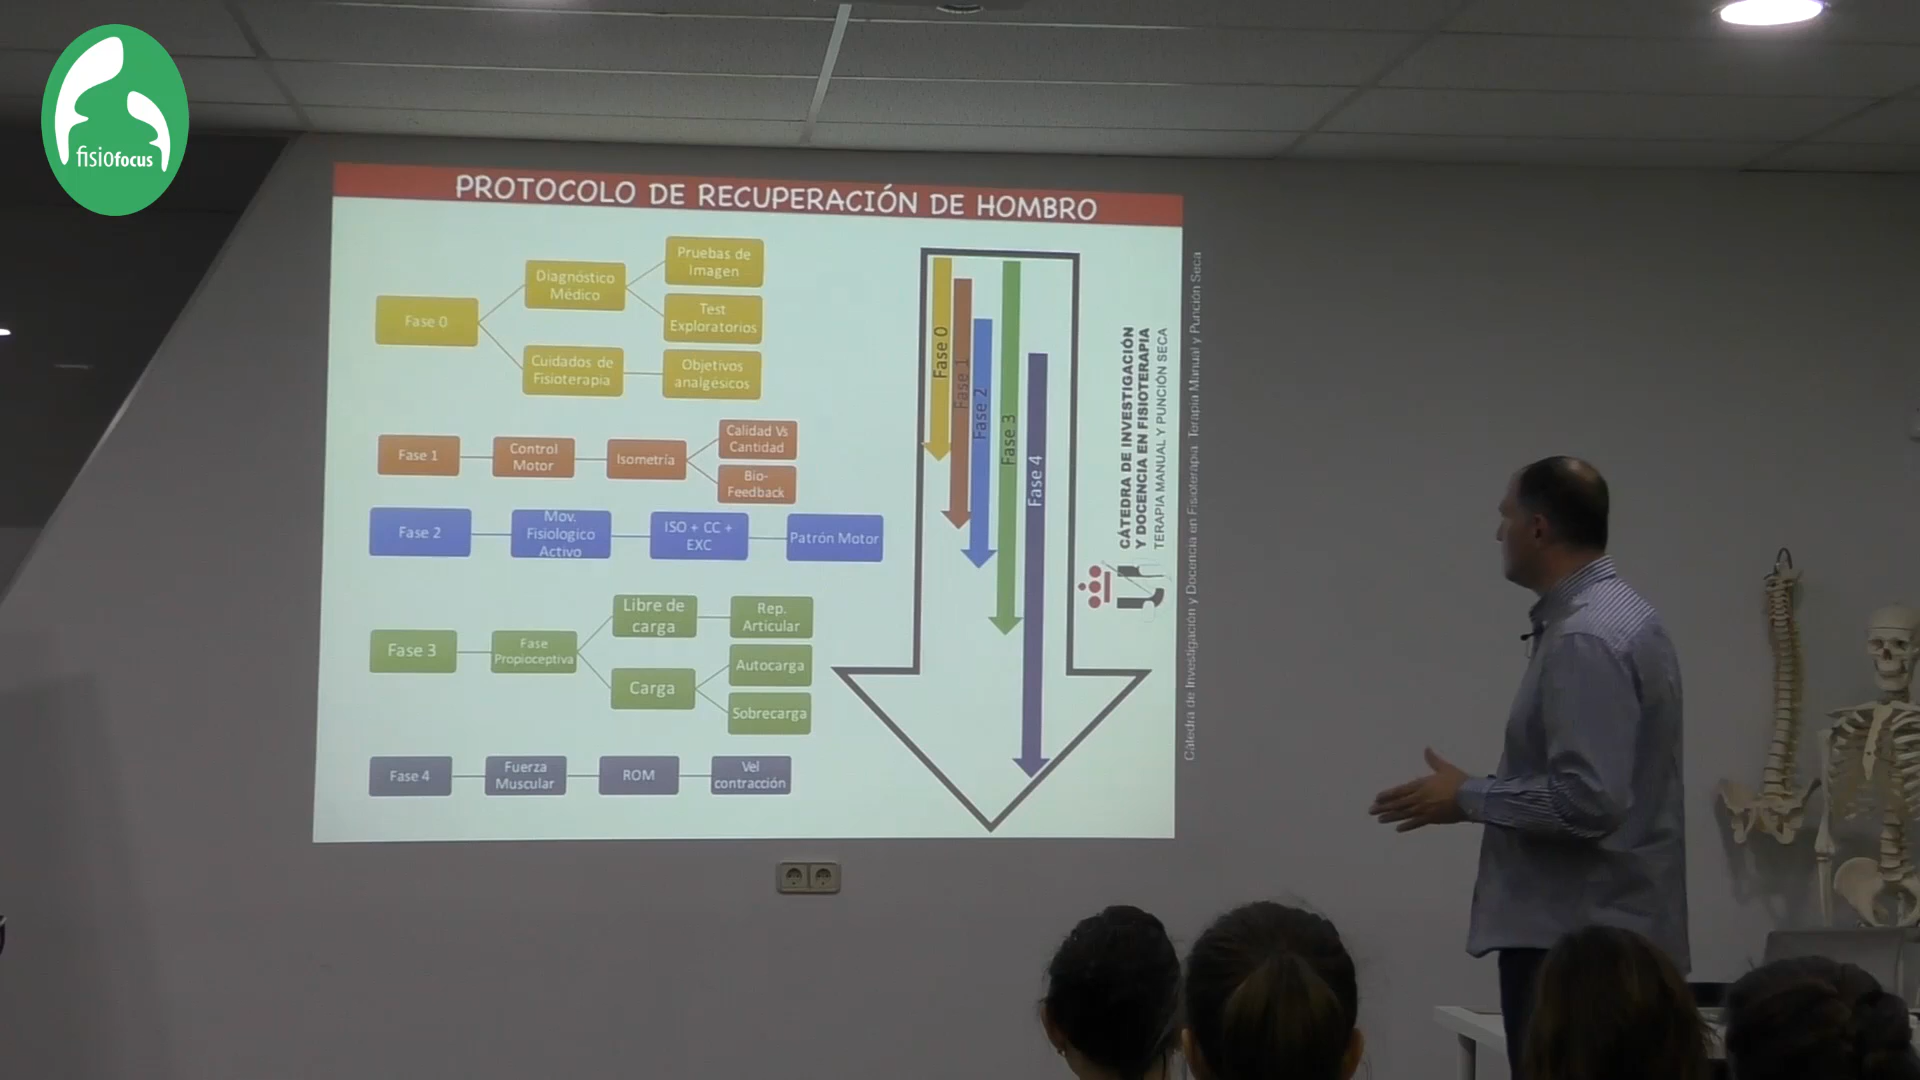 fisiofocus
PROTOCOLO DE RECUPERACIÓN DE HOMBRO
Fase 0
Diagnóstico
Médico
Pruebas de
Imagen
Test
Exploratorios
Cuidados de
Fisioterapia
Objetivos
analgésicos
Fase 1
Control
Motor
Isometría
Calidad Vs
Cantidad
Bio-
Feedback
Fase 2
Mov.
Fisiologico
Activo
ISO + CC +
EXC
Patrón Motor
Fase 3
Fase
Propioceptiva
Libre de
carga
Rep.
Articular
Carga
Autocarga
Sobrecarga
Fase 4
Fuerza
Muscular
ROM
Vel
contracción
Fase 0
Fase 1
Fase 2
Fase 3
Fase 4
CÁTEDRA DE INVESTIGACIÓN
Y DOCENCIA EN FISIOTERAPIA
TERAPIA MANUAL Y PUNCIÓN SECA
Cátedra de Investigación y Docencia en Fisioterapia Terapia Manual y Punción Seca